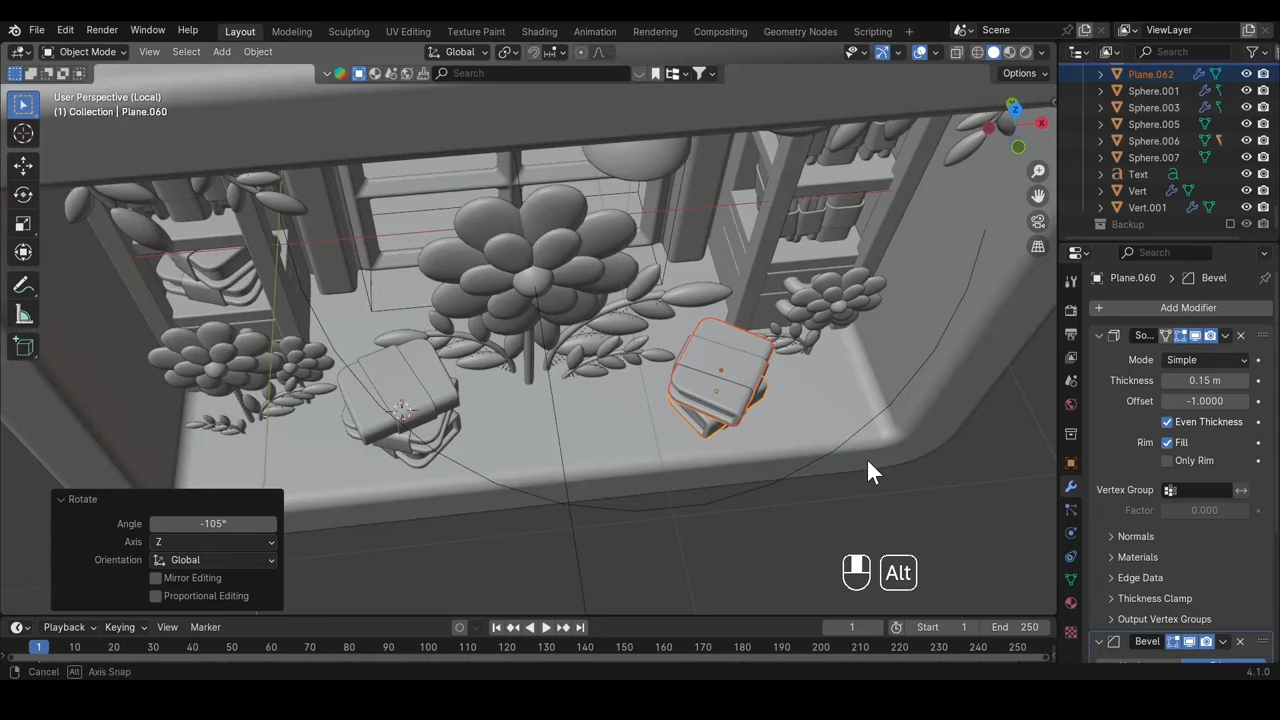 File Edit Render Window Help Layout Modeling Sculpting UV Editing Texture Paint Shading Animation Rendering Compositing Geometry Nodes Scripting Scene ViewLayer
Object Mode View Select Add Object Global Search
Search Options
User Perspective (Local)
(1) Collection | Plane.060
Z
X
Plane.062
Sphere.001
Sphere.003
Sphere.005
Sphere.006
Sphere.007
Text
Vert
Vert.001
Backup
Search
Plane.060 > Bevel
Add Modifier
So...
Mode Simple
Thickness 0.15 m
Offset -1.0000
Even Thickness
Rim Fill
Only Rim
Vertex Group
Factor 0.000
Normals
Materials
Edge Data
Thickness Clamp
Output Vertex Groups
Bevel
Rotate
Angle -105°
Axis Z
Orientation Global
Mirror Editing
Proportional Editing
Alt
Playback Keying View Marker 1 Start 1 End 250
1 10 20 30 40 50 60 70 80 90 100 110 120 130 140 150 160 170 180 190 200 210 220 230 240 250
Cancel Alt Axis Snap 4.1.0